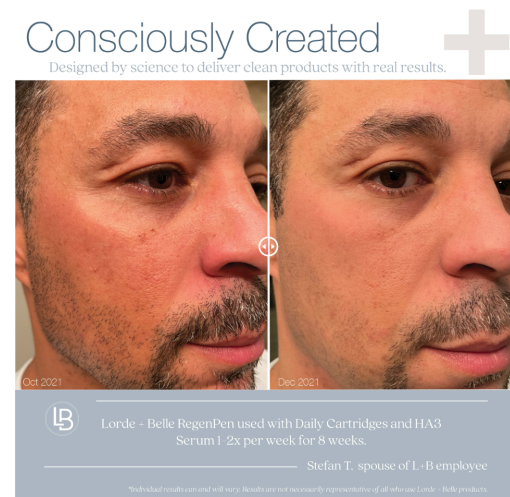 Consciously Created
Designed by science to deliver clean products with real results.
Oct 2021
Dec 2021
LB
Lorde + Belle RegenPen used with Daily Cartridges and HA3
Serum 1-2x per week for 8 weeks.
Stefan T, spouse of L+B employee
*Individual results can and will vary. Results are not necessarily representative of all who use Lorde + Belle products.